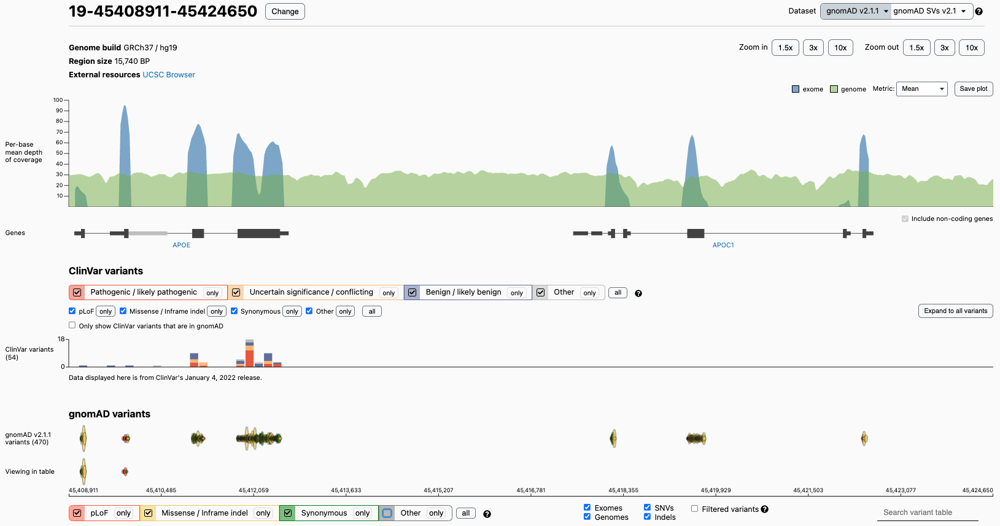 19-45408911-45424650 Change Dataset gnomAD v2.1.1 gnomAD SVs v2.1 ?
Genome build GRCh37 / hg19 Zoom in 1.5x 3x 10x Zoom out 1.5x 3x 10x
Region size 15,740 BP
External resources UCSC Browser
exome genome Metric: Mean Save plot
100
90
80
70
60
50
40
30
20
10
Per-base
mean depth
of coverage
Include non-coding genes
Genes
APOE APOC1
ClinVar variants
Pathogenic / likely pathogenic only Uncertain significance / conflicting only Benign / likely benign only Other only all ?
pLoF only Missense / Inframe indel only Synonymous only Other only all Expand to all variants
Only show ClinVar variants that are in gnomAD
18
ClinVar variants
(54)
0
Data displayed here is from ClinVar's January 4, 2022 release.
gnomAD variants
gnomAD v2.1.1
variants (470)
Viewing in table
45,408,911 45,410,485 45,412,059 45,413,633 45,415,207 45,416,781 45,418,355 45,419,929 45,421,503 45,423,077 45,424,650
pLoF only Missense / Inframe indel only Synonymous only Other only all ? Exomes SNVs Filtered variants ? Search variant table
Genomes Indels